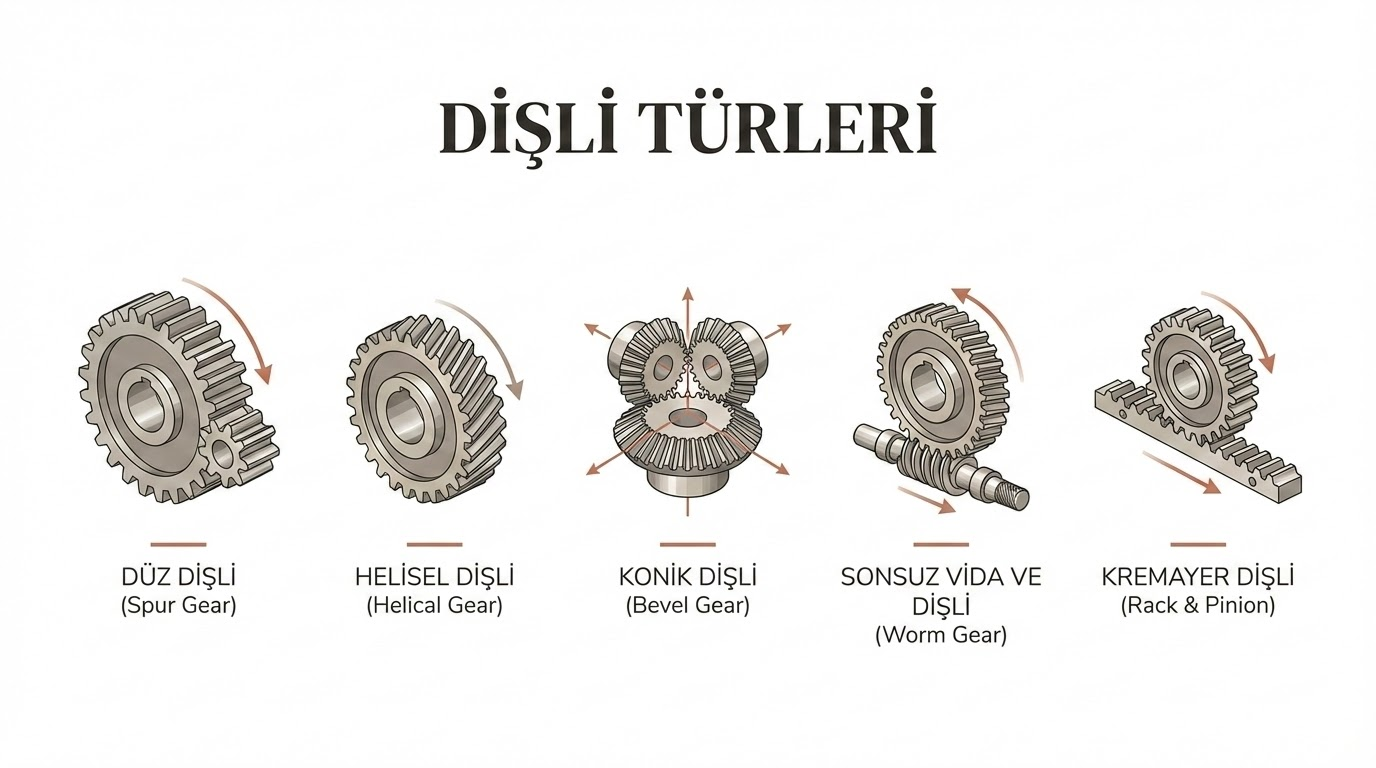 DİŞLİ TÜRLERİ
DÜZ DİŞLİ
(Spur Gear)
HELİSEL DİŞLİ
(Helical Gear)
KONİK DİŞLİ
(Bevel Gear)
SONSUZ VİDA VE
DİŞLİ
(Worm Gear)
KREMAYER DİŞLİ
(Rack & Pinion)